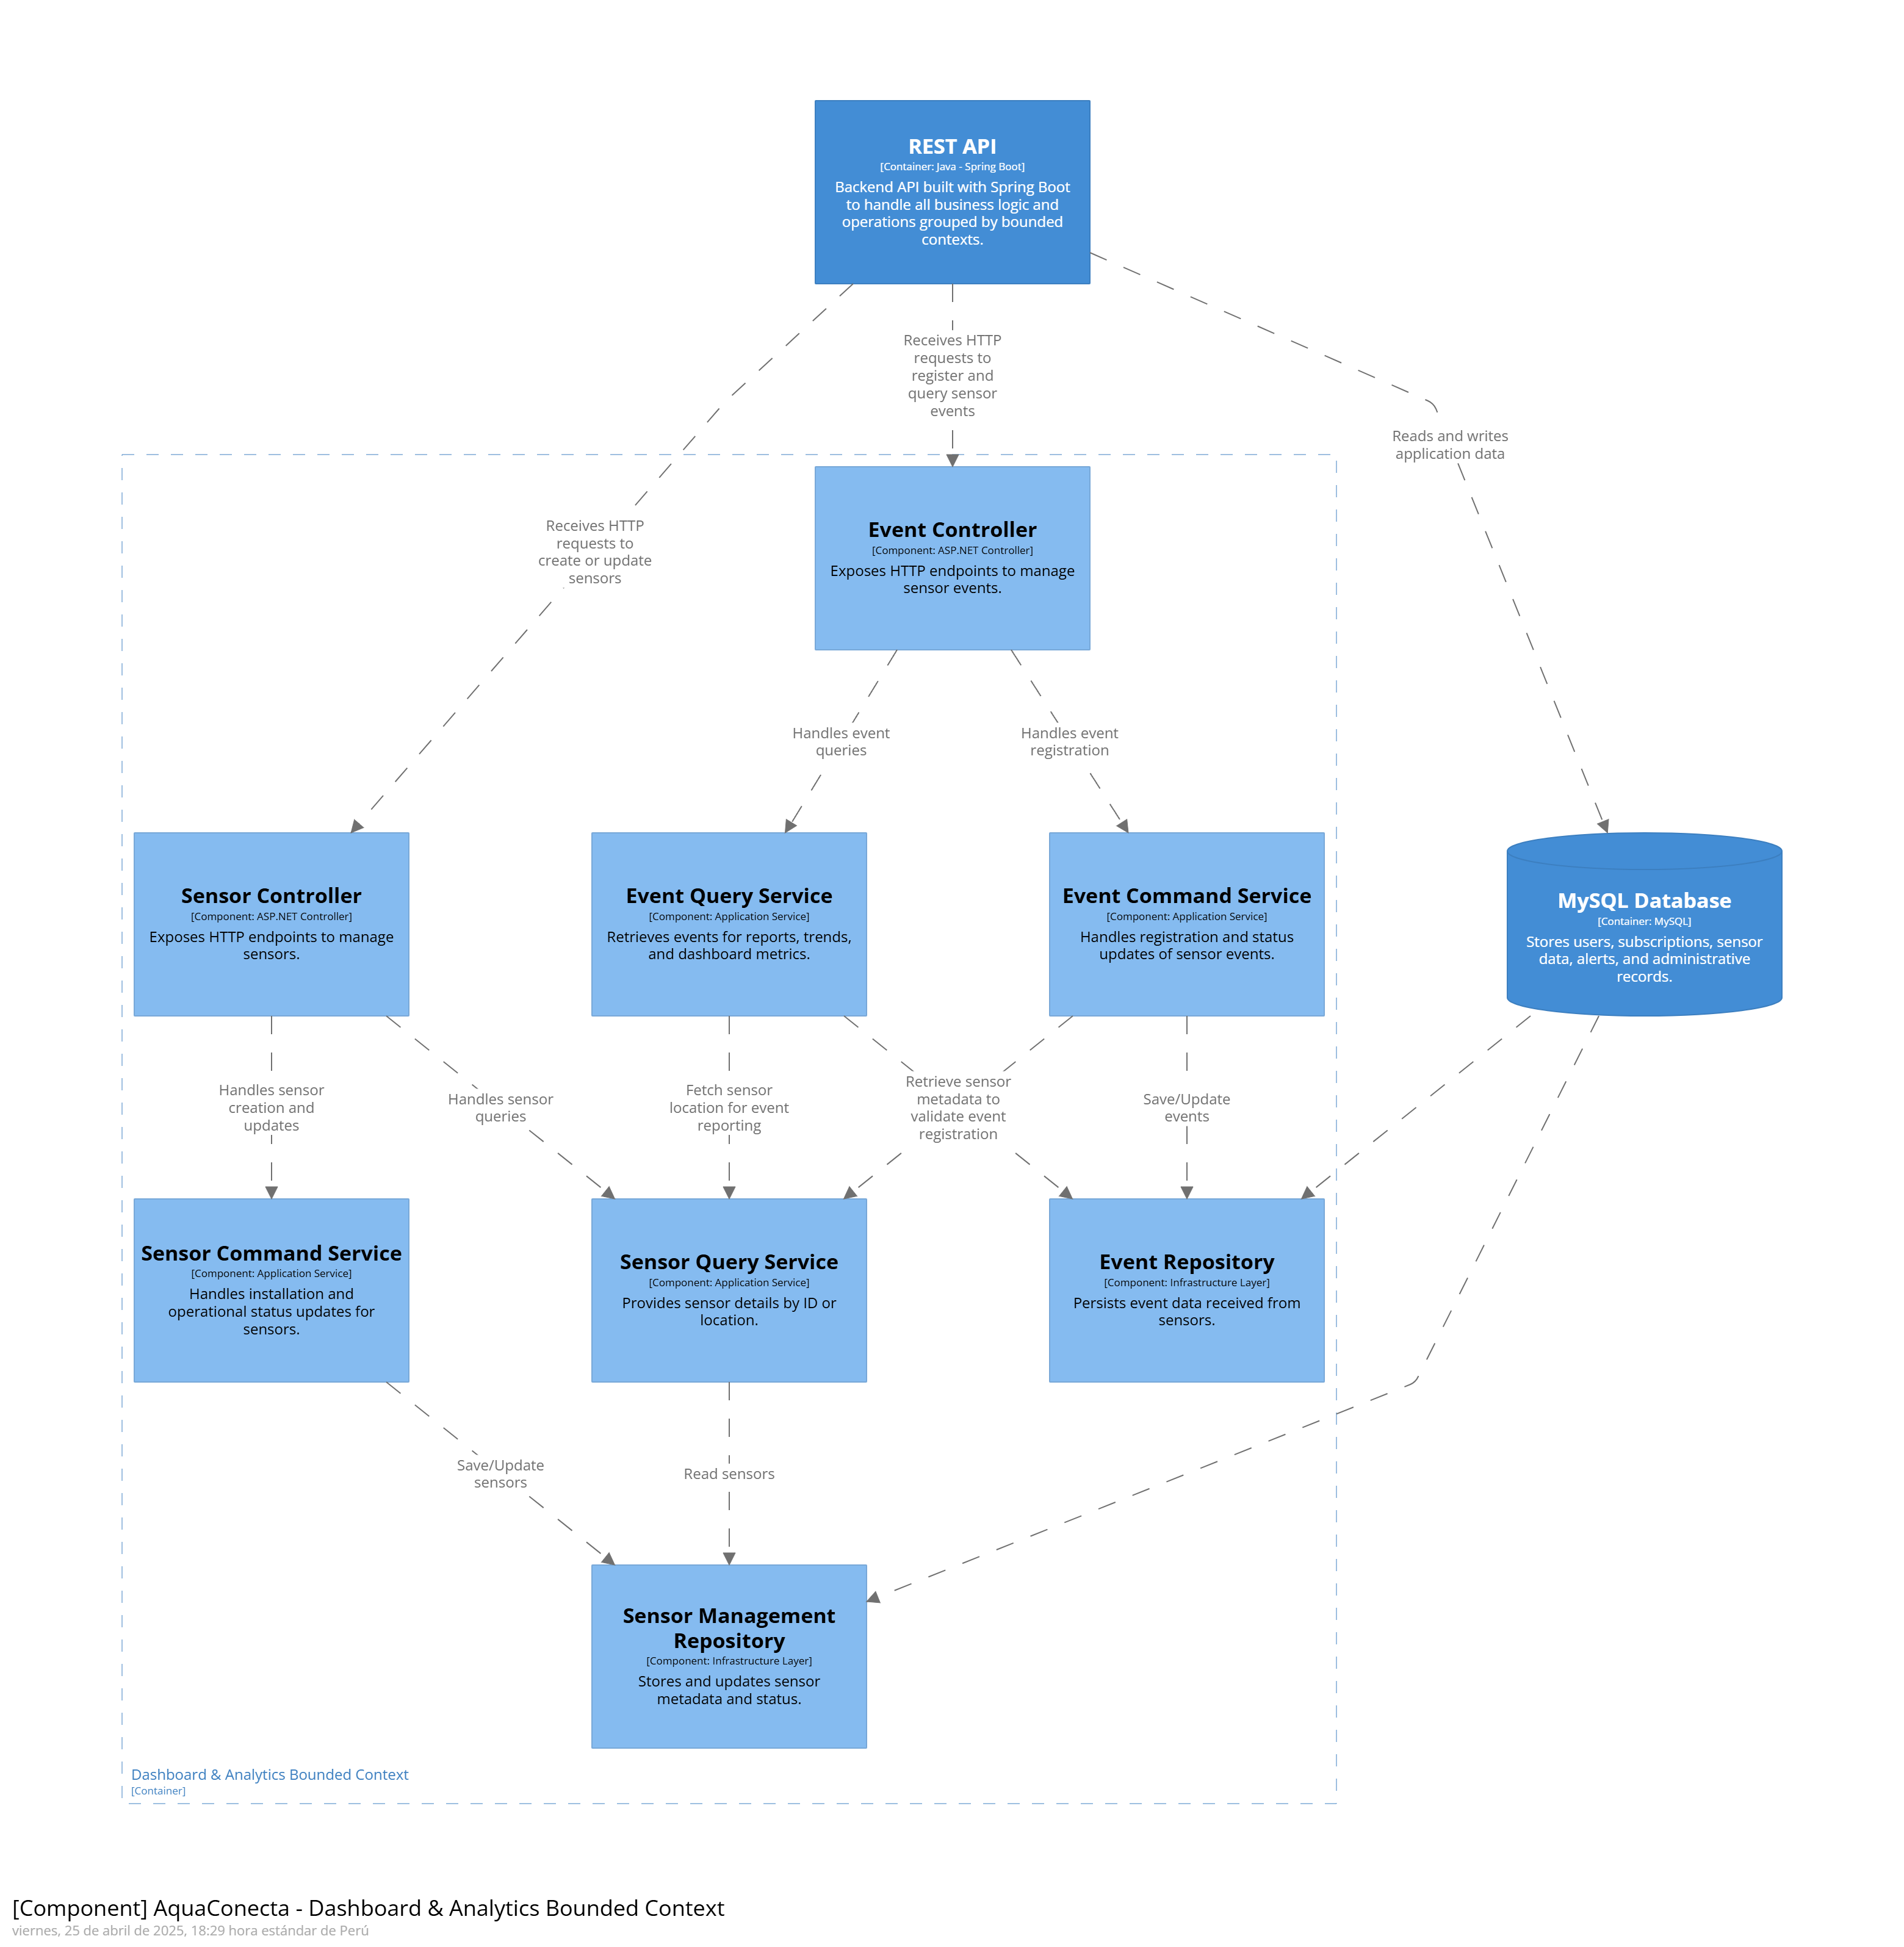 REST API
[Container: Java - Spring Boot]
Backend API built with Spring Boot
to handle all business logic and
operations grouped by bounded
contexts.
Receives HTTP
requests to
register and
query sensor
events
Reads and writes
application data
Receives HTTP
requests to
create or update
sensors
Event Controller
[Component: ASP.NET Controller]
Exposes HTTP endpoints to manage
sensor events.
Handles event
queries
Handles event
registration
Sensor Controller
[Component: ASP.NET Controller]
Exposes HTTP endpoints to manage
sensors.
Event Query Service
[Component: Application Service]
Retrieves events for reports, trends,
and dashboard metrics.
Event Command Service
[Component: Application Service]
Handles registration and status
updates of sensor events.
MySQL Database
[Container: MySQL]
Stores users, subscriptions, sensor
data, alerts, and administrative
records.
Handles sensor
creation and
updates
Handles sensor
queries
Fetch sensor
location for event
reporting
Retrieve sensor
metadata to
validate event
registration
Save/Update
events
Sensor Command Service
[Component: Application Service]
Handles installation and
operational status updates for
sensors.
Sensor Query Service
[Component: Application Service]
Provides sensor details by ID or
location.
Event Repository
[Component: Infrastructure Layer]
Persists event data received from
sensors.
Save/Update
sensors
Read sensors
Sensor Management
Repository
[Component: Infrastructure Layer]
Stores and updates sensor
metadata and status.
Dashboard & Analytics Bounded Context
[Container]
[Component] AquaConecta - Dashboard & Analytics Bounded Context
viernes, 25 de abril de 2025, 18:29 hora estándar de Perú